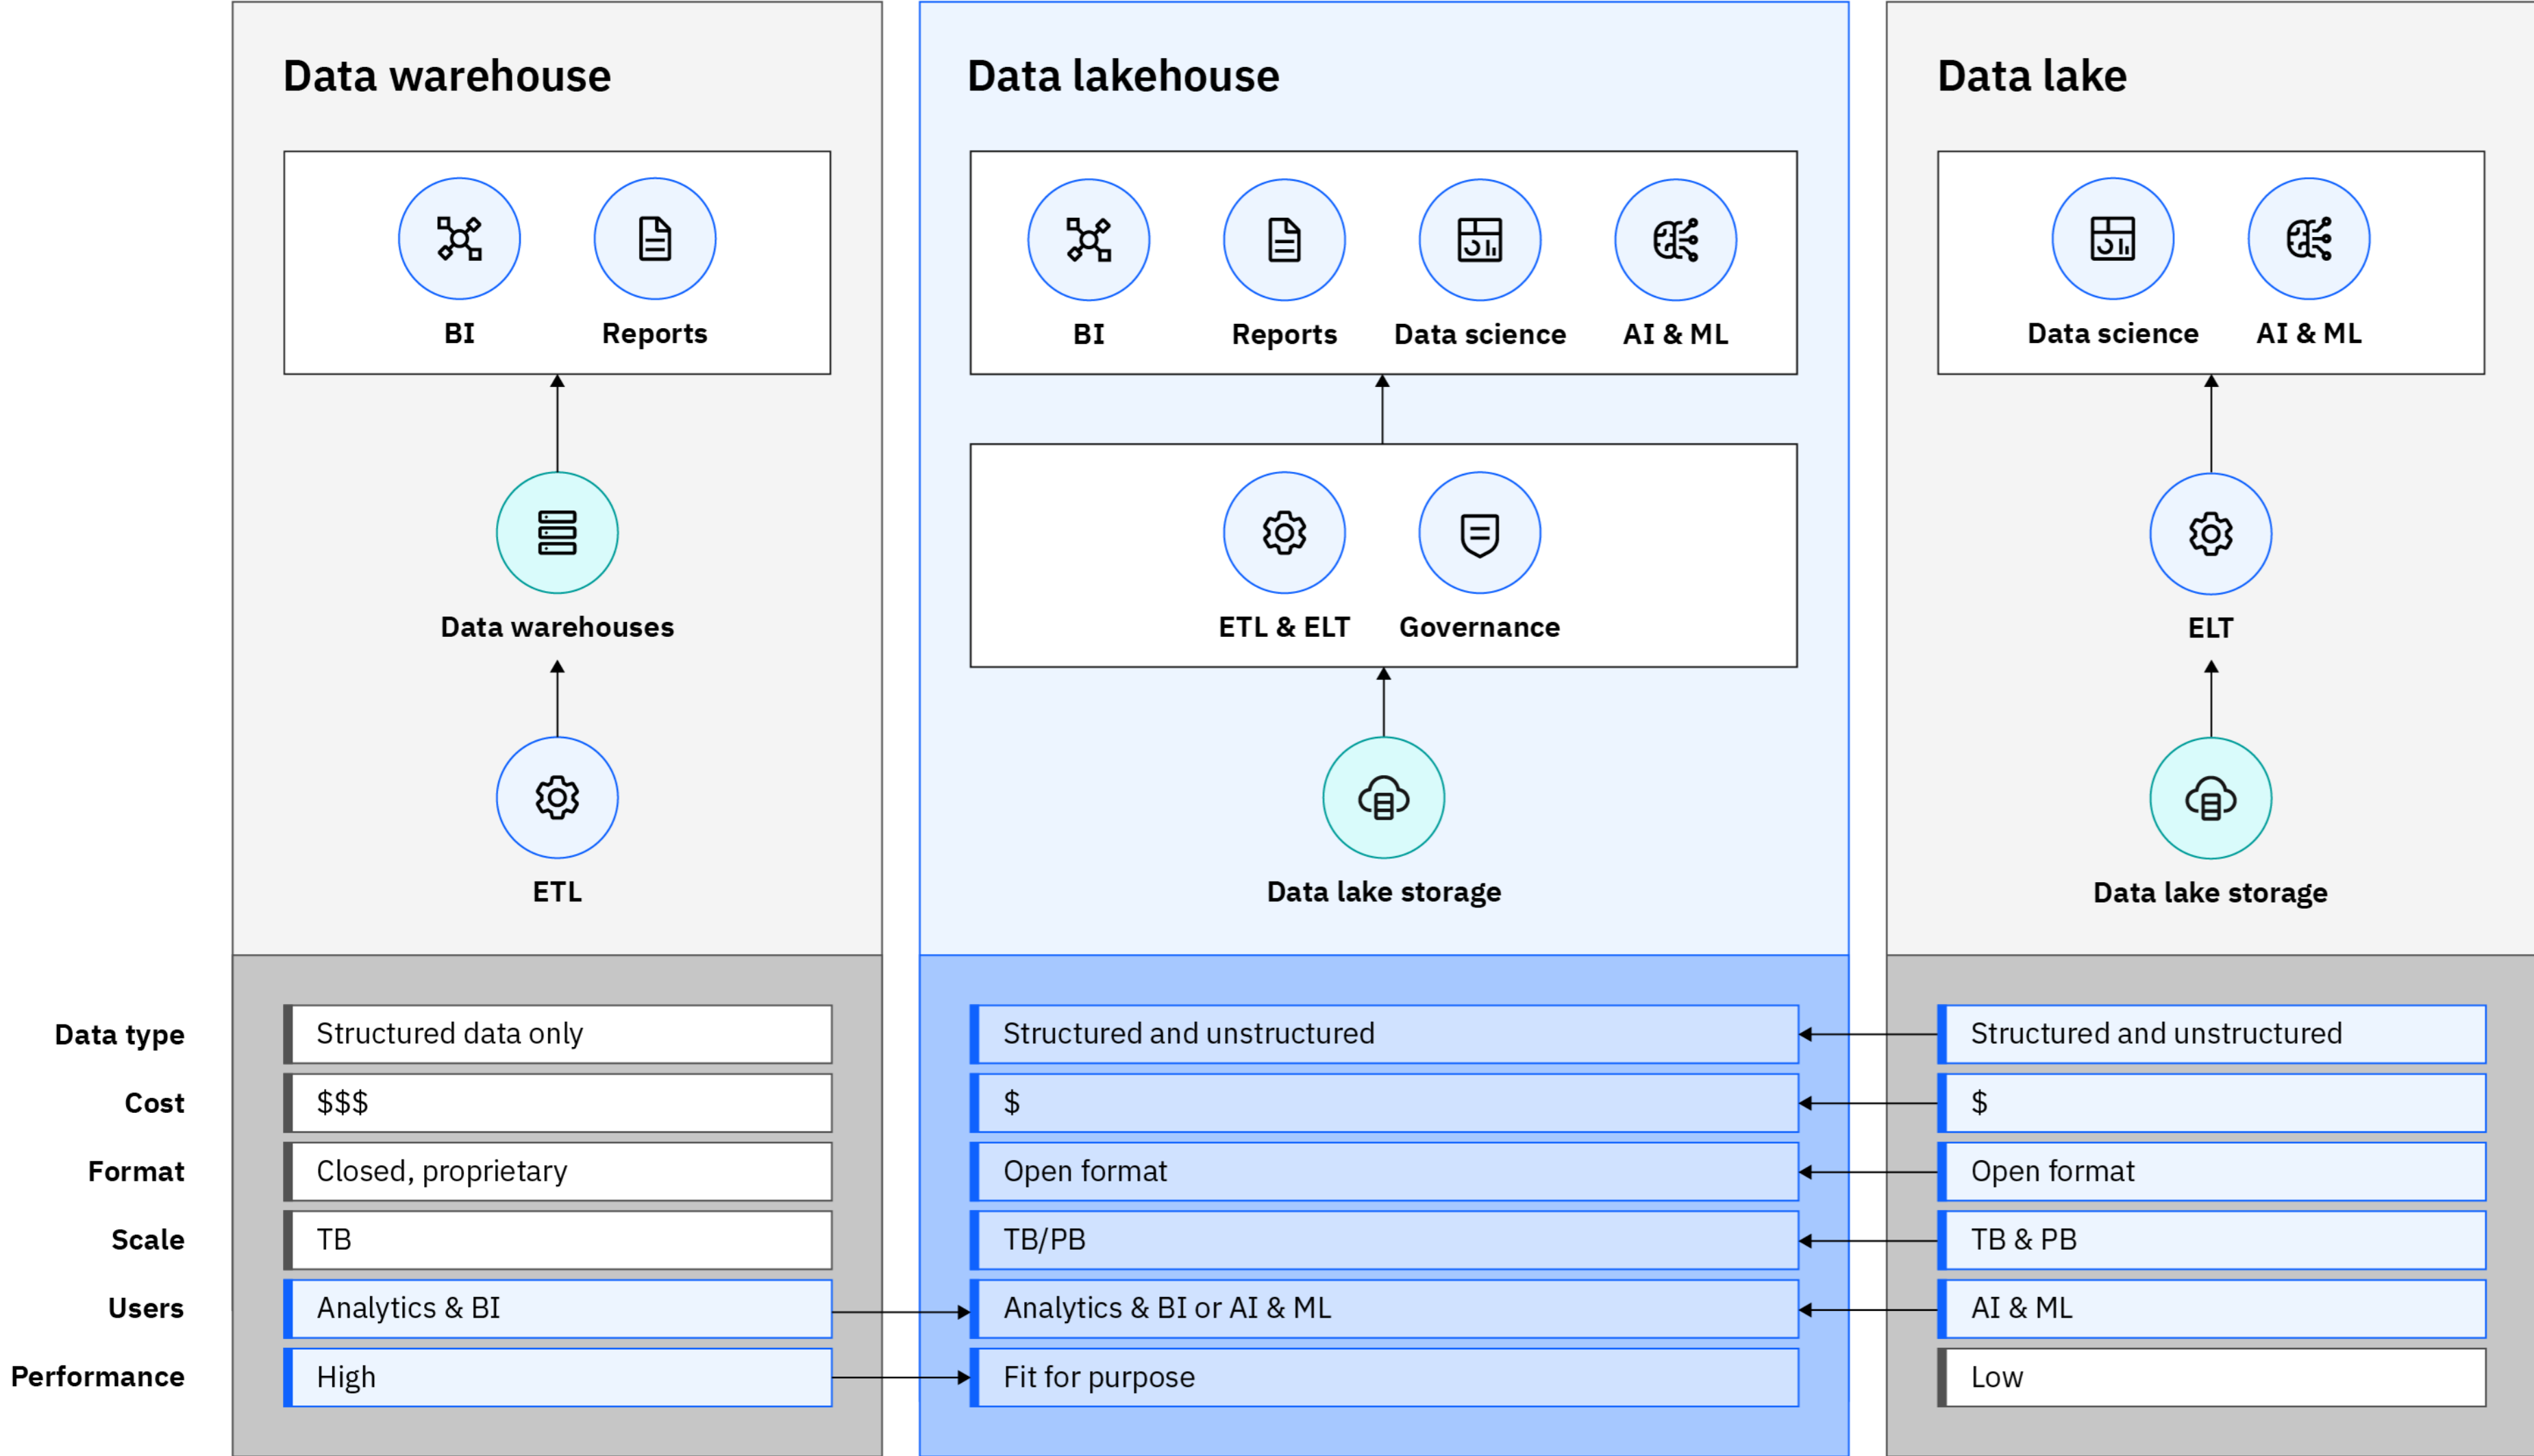 Data warehouse
BI
Reports
Data warehouses
ETL
Data lakehouse
BI
Reports
Data science
AI & ML
ETL & ELT
Governance
Data lake storage
Data lake
Data science
AI & ML
ELT
Data lake storage
Data type
Structured data only
Structured and unstructured
Structured and unstructured
Cost
$$$
$
$
Format
Closed, proprietary
Open format
Open format
Scale
TB
TB/PB
TB & PB
Users
Analytics & BI
Analytics & BI or AI & ML
AI & ML
Performance
High
Fit for purpose
Low